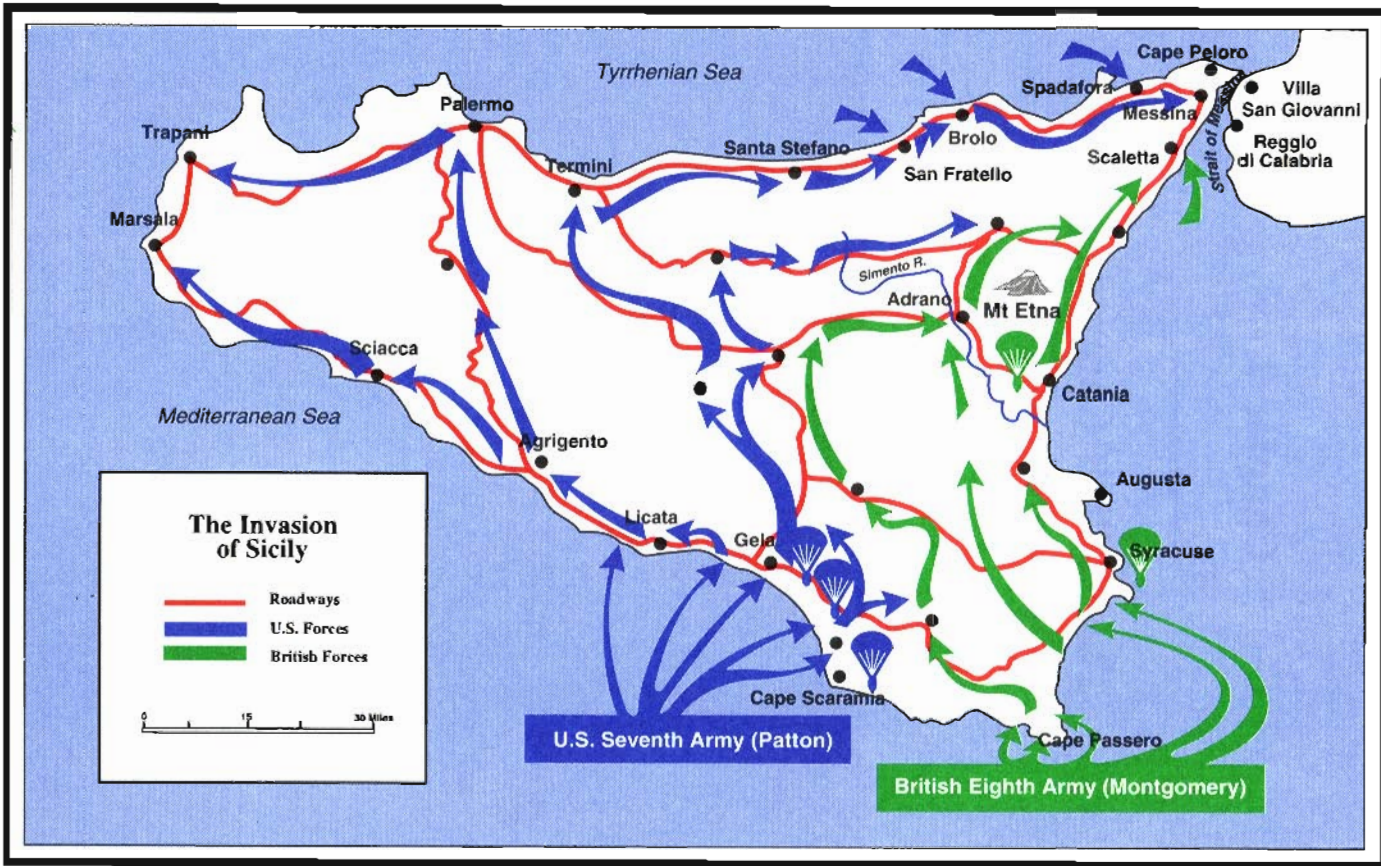 Tyrrhenian Sea
Cape Peloro
Spadafora
Villa
San Giovanni
Messina
Palermo
Trapani
Brolo
Strait of Messina
Reggio
di Calabria
Santa Stefano
Termini
San Fratello
Scaletta
Marsala
Simento R.
Adrano
Mt Etna
Sciacca
Catania
Mediterranean Sea
Agrigento
Augusta
Licata
Gela
Syracuse
The Invasion
of Sicily
Roadways
U.S. Forces
British Forces
0 15 30 Miles
Cape Scaramia
U.S. Seventh Army (Patton)
Cape Passero
British Eighth Army (Montgomery)